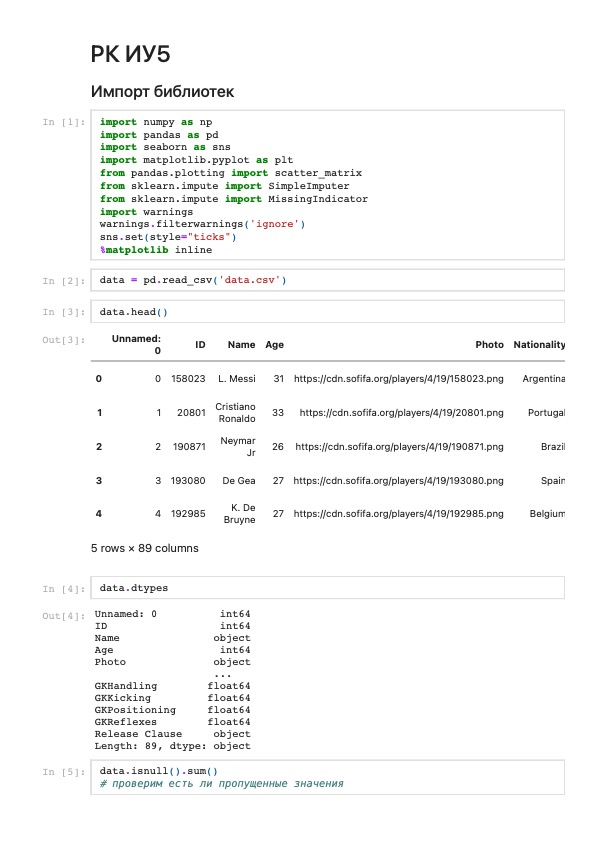 РК ИУ5
Импорт библиотек
In [1]:
import numpy as np
import pandas as pd
import seaborn as sns
import matplotlib.pyplot as plt
from pandas.plotting import scatter_matrix
from sklearn.impute import SimpleImputer
from sklearn.impute import MissingIndicator
import warnings
warnings.filterwarnings('ignore')
sns.set(style="ticks")
%matplotlib inline
In [2]: data = pd.read_csv('data.csv')
In [3]: data.head()
Out[3]:
Unnamed: 0 ID Name Age Photo Nationality
0 0 158023 L. Messi 31 https://cdn.sofifa.org/players/4/19/158023.png Argentina
1 1 20801 Cristiano Ronaldo 33 https://cdn.sofifa.org/players/4/19/20801.png Portugal
2 2 190871 Neymar Jr 26 https://cdn.sofifa.org/players/4/19/190871.png Brazil
3 3 193080 De Gea 27 https://cdn.sofifa.org/players/4/19/193080.png Spain
4 4 192985 K. De Bruyne 27 https://cdn.sofifa.org/players/4/19/192985.png Belgium
5 rows × 89 columns
In [4]: data.dtypes
Out[4]:
Unnamed: 0 int64
ID int64
Name object
Age int64
Photo object
...
GKHandling float64
GKKicking float64
GKPositioning float64
GKReflexes float64
Release Clause object
Length: 89, dtype: object
In [5]: data.isnull().sum()
# проверим есть ли пропущенные значения